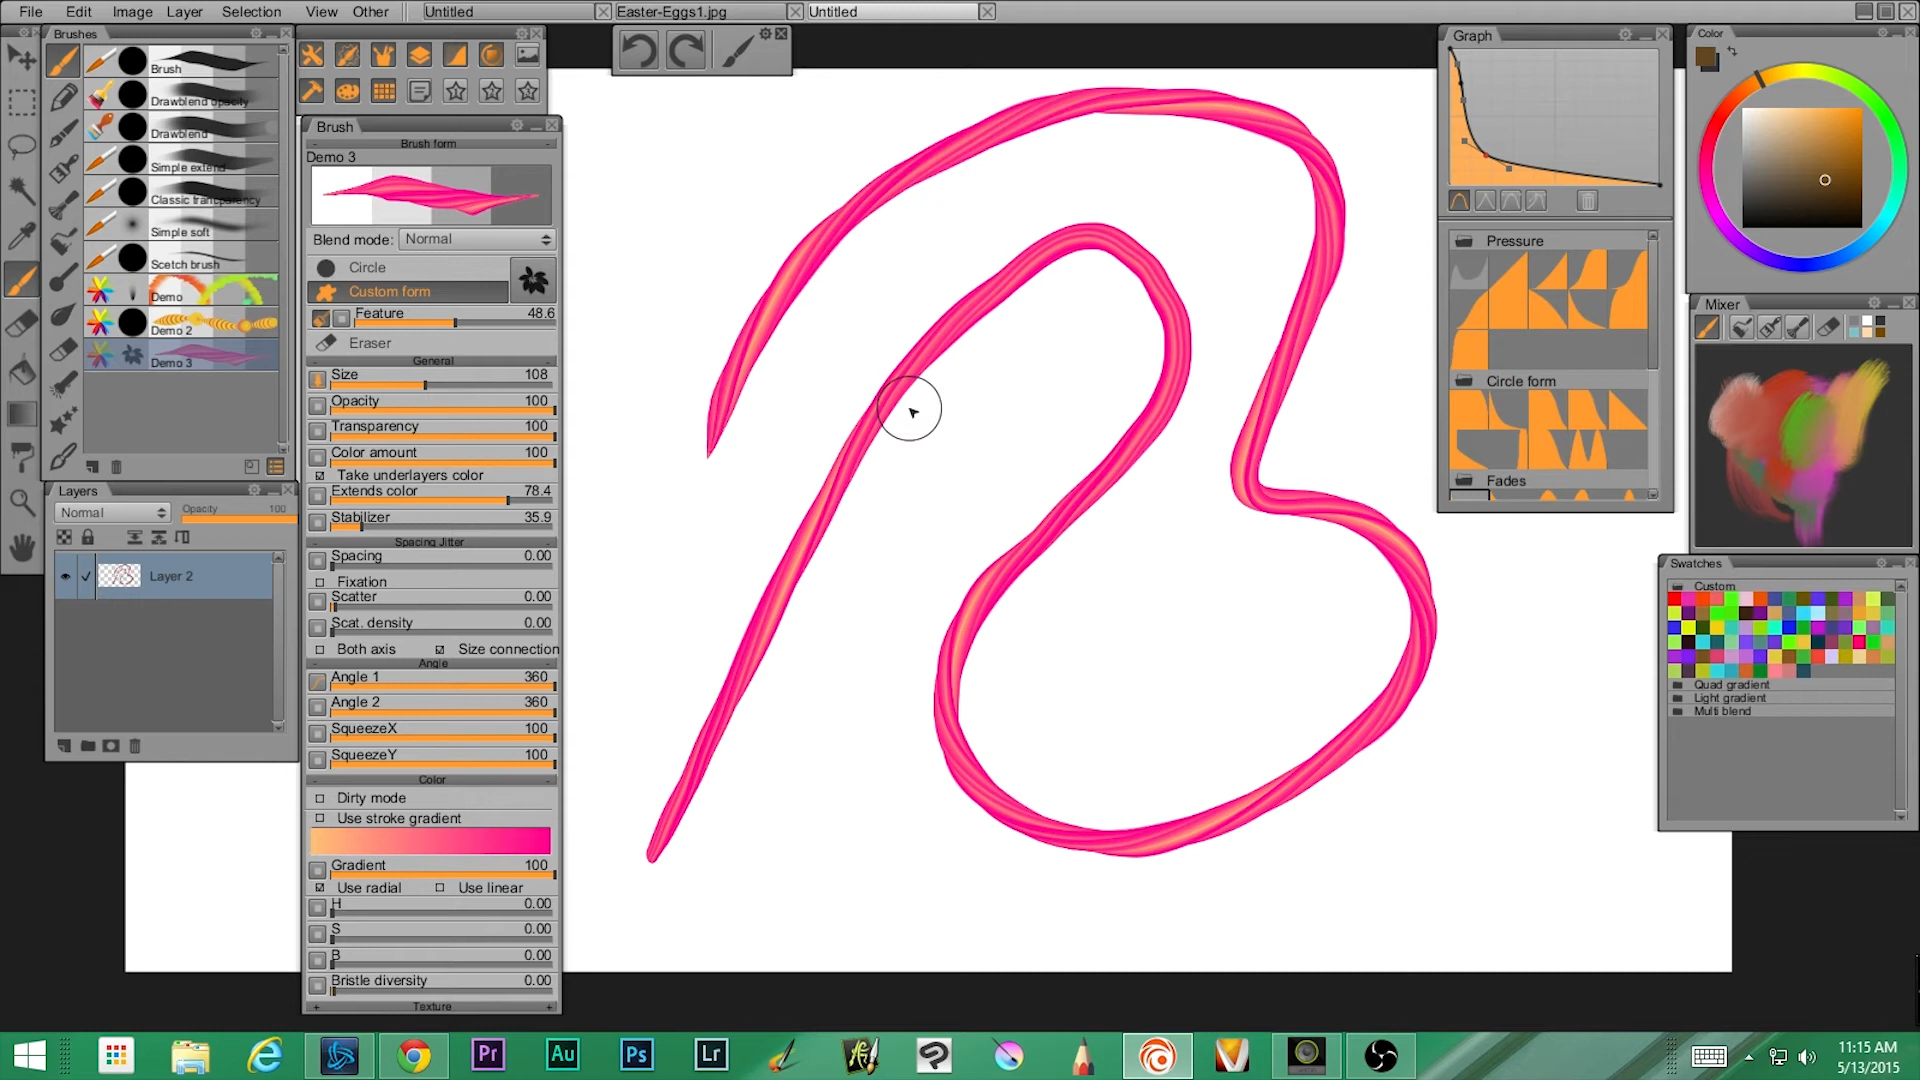 File Edit Image Layer Selection View Other Untitled Easter-Eggs1.jpg Untitled
Brushes
Brush
Drawblend opacity
Drawblend
Simple extend
Classic transparency
Simple soft
Scetch brush
Demo
Demo 2
Demo 3
Layers
Normal Opacity 100
Layer 2
Brush
Brush form
Demo 3
Blend mode: Normal
Circle
Custom form
Feature 48.6
Eraser
General
Size 108
Opacity 100
Transparency 100
Color amount 100
Take underlayers color
Extends color 78.4
Stabilizer 35.9
Spacing Jitter
Spacing 0.00
Fixation
Scatter 0.00
Scat. density 0.00
Both axis Size connection
Angle
Angle 1 360
Angle 2 360
SqueezeX 100
SqueezeY 100
Color
Dirty mode
Use stroke gradient
Gradient 100
Use radial Use linear
H 0.00
S 0.00
B 0.00
Bristle diversity 0.00
Texture
Graph
Pressure
Circle form
Fades
Color
Mixer
Swatches
Custom
Quad gradient
Light gradient
Multi blend
Pr Au Ps Lr
11:15 AM
5/13/2015